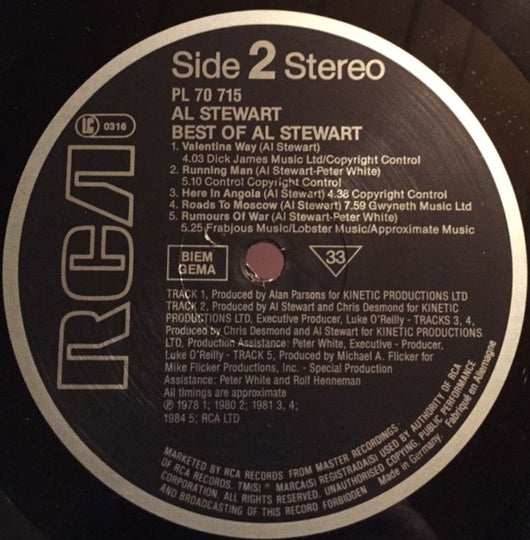 Side 2 Stereo
PL 70 715
AL STEWART
BEST OF AL STEWART
LC 0316
1. Valentina Way (Al Stewart)
4.03 Dick James Music Ltd/Copyright Control
2. Running Man (Al Stewart-Peter White)
5.10 Control Copyright Control
3. Here In Angola (Al Stewart) 4.38 Copyright Control
4. Roads To Moscow (Al Stewart) 7.59 Gwyneth Music Ltd
5. Rumours Of War (Al Stewart-Peter White)
5.25 Frabjous Music/Lobster Music/Approximate Music
RCA
BIEM
GEMA
33
TRACK 1, Produced by Alan Parsons for KINETIC PRODUCTIONS LTD
TRACK 2, Produced by Al Stewart and Chris Desmond for KINETIC
PRODUCTIONS LTD, Executive Producer, Luke O'Reilly - TRACKS 3, 4,
Produced by Chris Desmond and Al Stewart for KINETIC PRODUCTIONS
LTD, Production Assistance: Peter White, Executive - Producer,
Luke O'Reilly - TRACK 5, Produced by Michael A. Flicker for
Mike Flicker Productions, Inc. - Special Production
Assistance: Peter White and Rolf Henneman
All timings are approximate
Ⓟ 1978 1; 1980 2; 1981 3, 4;
1984 5; RCA LTD
MARKETED BY RCA RECORDS FROM MASTER RECORDINGS -
OF RCA RECORDS. TM(S) ® MARCA(S) REGISTRADA(S) USED BY AUTHORITY OF RCA
CORPORATION. ALL RIGHTS RESERVED. UNAUTHORISED COPYING, PUBLIC PERFORMANCE
AND BROADCASTING OF THIS RECORD FORBIDDEN
Made in Germany. Fabriqué en Allemagne